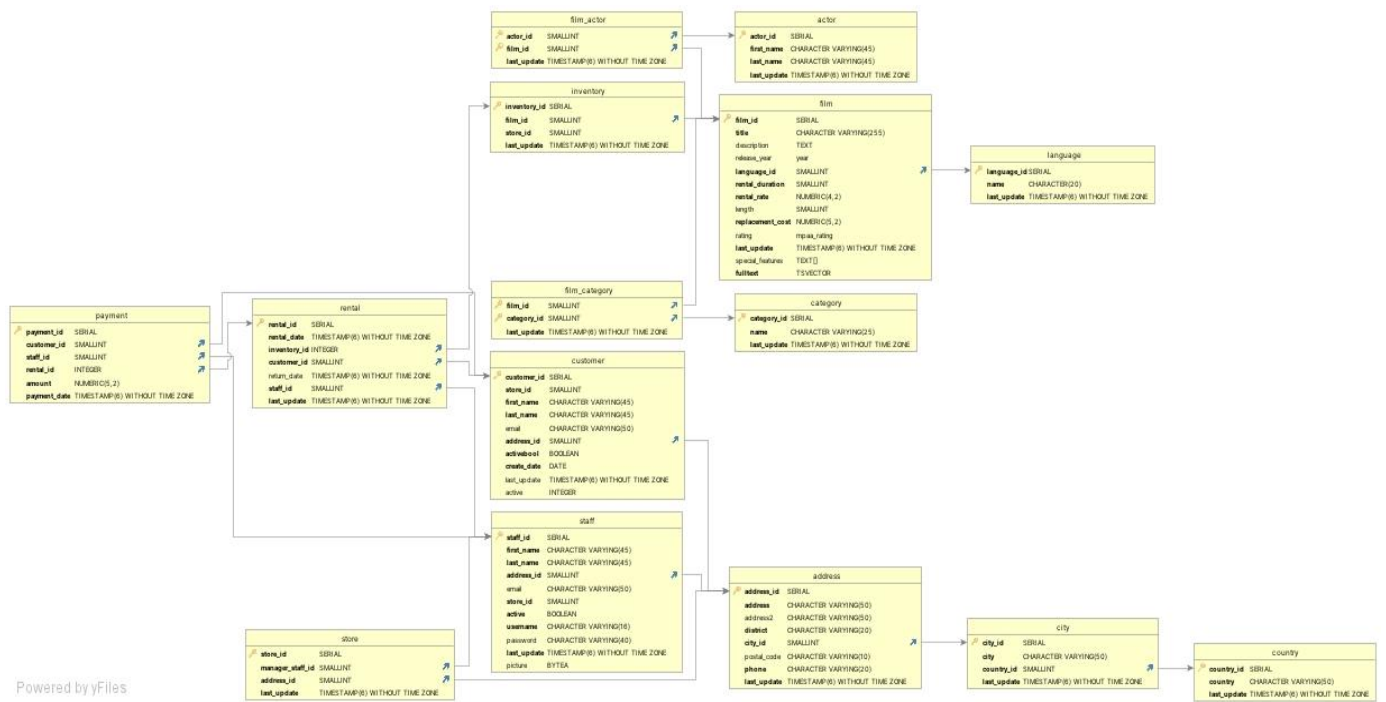 film_actor
actor_id SMALLINT
film_id SMALLINT
last_update TIMESTAMP(6) WITHOUT TIME ZONE
actor
actor_id SERIAL
first_name CHARACTER VARYING(45)
last_name CHARACTER VARYING(45)
last_update TIMESTAMP(6) WITHOUT TIME ZONE
inventory
inventory_id SERIAL
film_id SMALLINT
store_id SMALLINT
last_update TIMESTAMP(6) WITHOUT TIME ZONE
film
film_id SERIAL
title CHARACTER VARYING(255)
description TEXT
release_year year
language_id SMALLINT
rental_duration SMALLINT
rental_rate NUMERIC(4,2)
length SMALLINT
replacement_cost NUMERIC(5,2)
rating mpaa_rating
last_update TIMESTAMP(6) WITHOUT TIME ZONE
special_features TEXT[]
fulltext TSVECTOR
language
language_id SERIAL
name CHARACTER(20)
last_update TIMESTAMP(6) WITHOUT TIME ZONE
payment
payment_id SERIAL
customer_id SMALLINT
staff_id SMALLINT
rental_id INTEGER
amount NUMERIC(5,2)
payment_date TIMESTAMP(6) WITHOUT TIME ZONE
rental
rental_id SERIAL
rental_date TIMESTAMP(6) WITHOUT TIME ZONE
inventory_id INTEGER
customer_id SMALLINT
return_date TIMESTAMP(6) WITHOUT TIME ZONE
staff_id SMALLINT
last_update TIMESTAMP(6) WITHOUT TIME ZONE
film_category
film_id SMALLINT
category_id SMALLINT
last_update TIMESTAMP(6) WITHOUT TIME ZONE
category
category_id SERIAL
name CHARACTER VARYING(25)
last_update TIMESTAMP(6) WITHOUT TIME ZONE
customer
customer_id SERIAL
store_id SMALLINT
first_name CHARACTER VARYING(45)
last_name CHARACTER VARYING(45)
email CHARACTER VARYING(50)
address_id SMALLINT
activebool BOOLEAN
create_date DATE
last_update TIMESTAMP(6) WITHOUT TIME ZONE
active INTEGER
staff
staff_id SERIAL
first_name CHARACTER VARYING(45)
last_name CHARACTER VARYING(45)
address_id SMALLINT
email CHARACTER VARYING(50)
store_id SMALLINT
active BOOLEAN
username CHARACTER VARYING(16)
password CHARACTER VARYING(40)
last_update TIMESTAMP(6) WITHOUT TIME ZONE
picture BYTEA
store
store_id SERIAL
manager_staff_id SMALLINT
address_id SMALLINT
last_update TIMESTAMP(6) WITHOUT TIME ZONE
address
address_id SERIAL
address CHARACTER VARYING(50)
address2 CHARACTER VARYING(50)
district CHARACTER VARYING(20)
city_id SMALLINT
postal_code CHARACTER VARYING(10)
phone CHARACTER VARYING(20)
last_update TIMESTAMP(6) WITHOUT TIME ZONE
city
city_id SERIAL
city CHARACTER VARYING(50)
country_id SMALLINT
last_update TIMESTAMP(6) WITHOUT TIME ZONE
country
country_id SERIAL
country CHARACTER VARYING(50)
last_update TIMESTAMP(6) WITHOUT TIME ZONE
Powered by yFiles